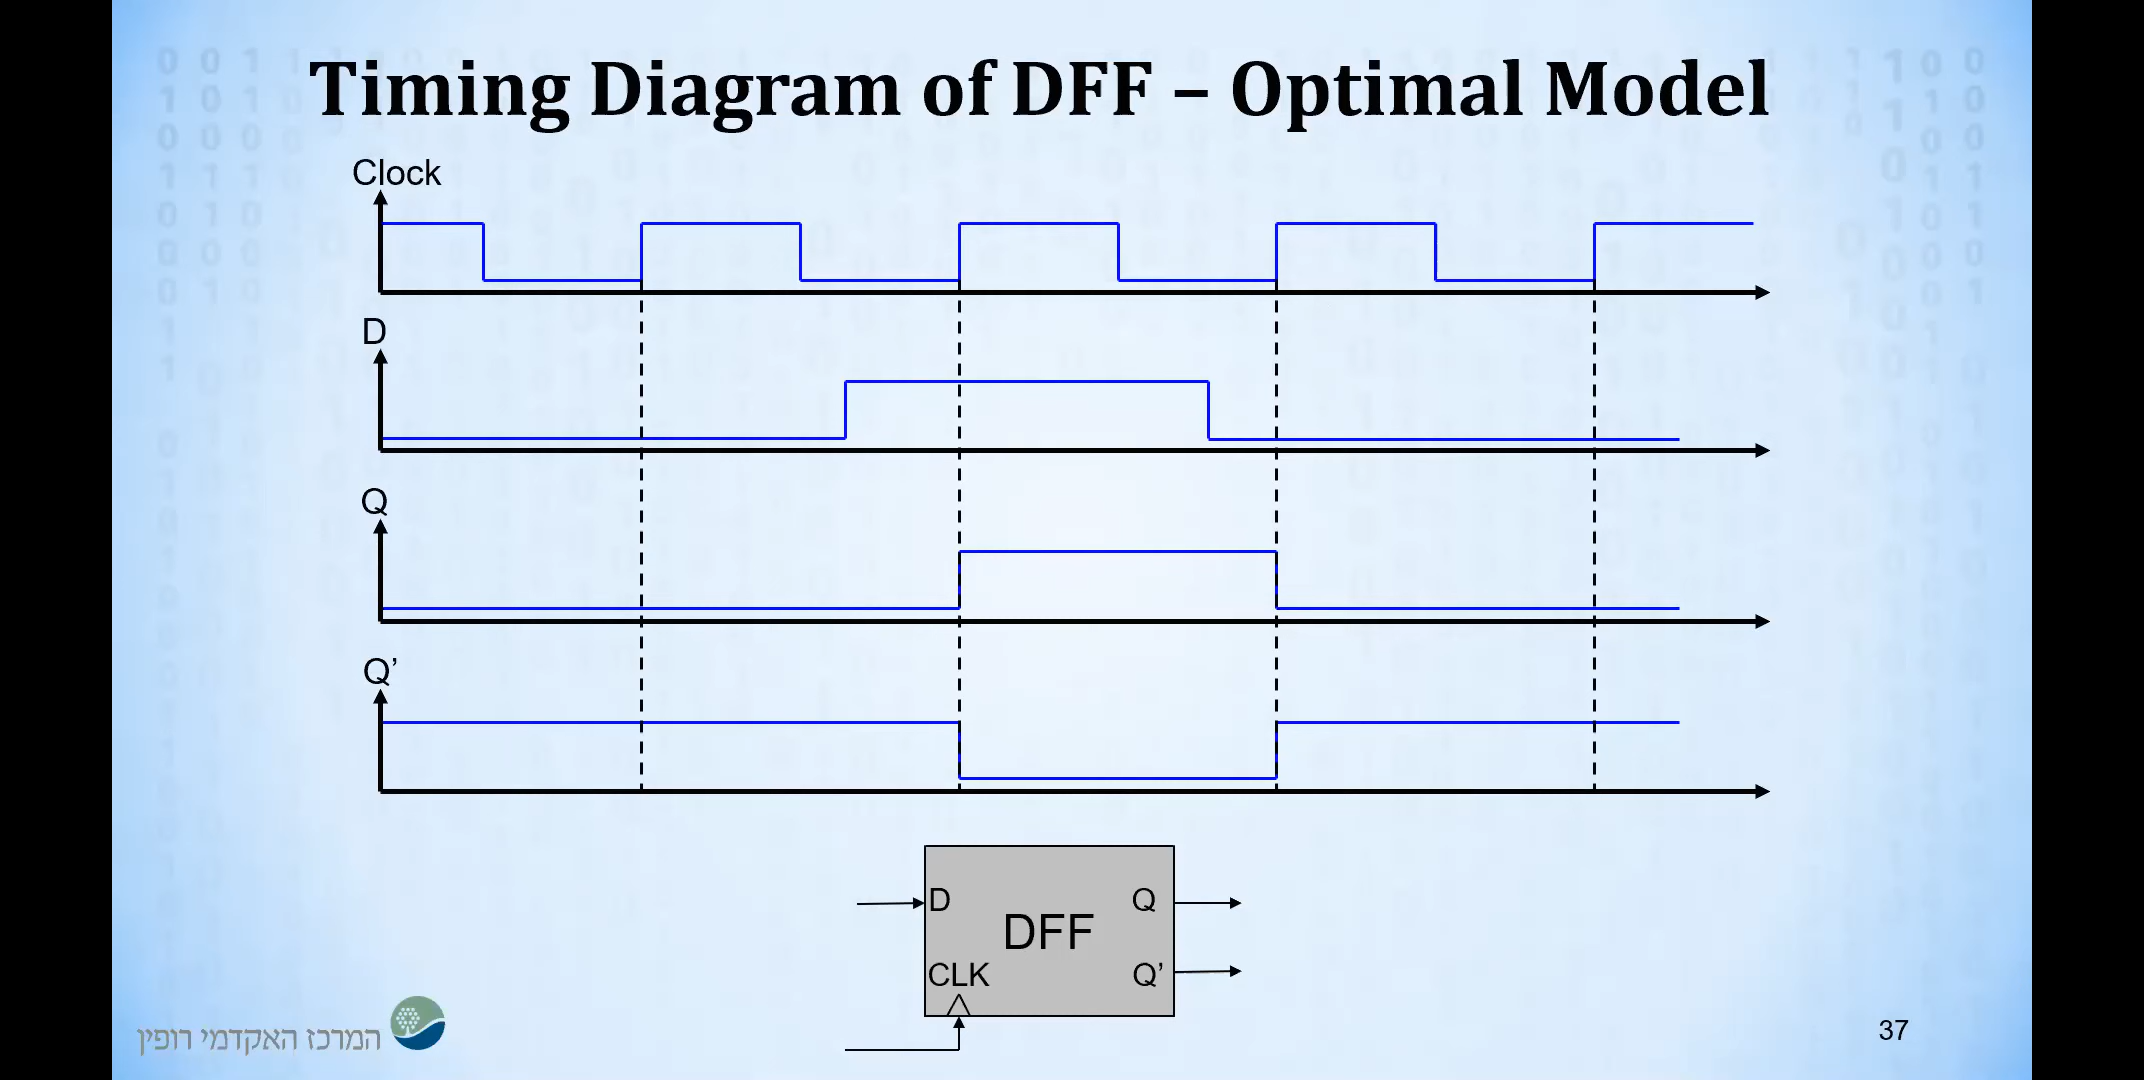 Timing Diagram of DFF – Optimal Model
Clock
D
Q
Q’
D
Q
DFF
CLK
Q’
המרכז האקדמי רופין
37